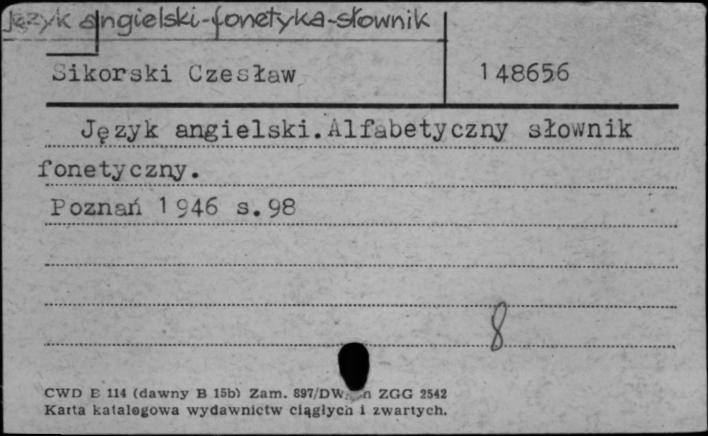 Język angielski-fonetyka-słownik
Sikorski Czesław 148656
Język angielski.Alfabetyczny słownik
fonetyczny.
Poznań 1946 s.98
8
CWD E 114 (dawny B 15b) Zam. 897/DW ZGG 2542
Karta katalogowa wydawnictw ciągłych i zwartych.